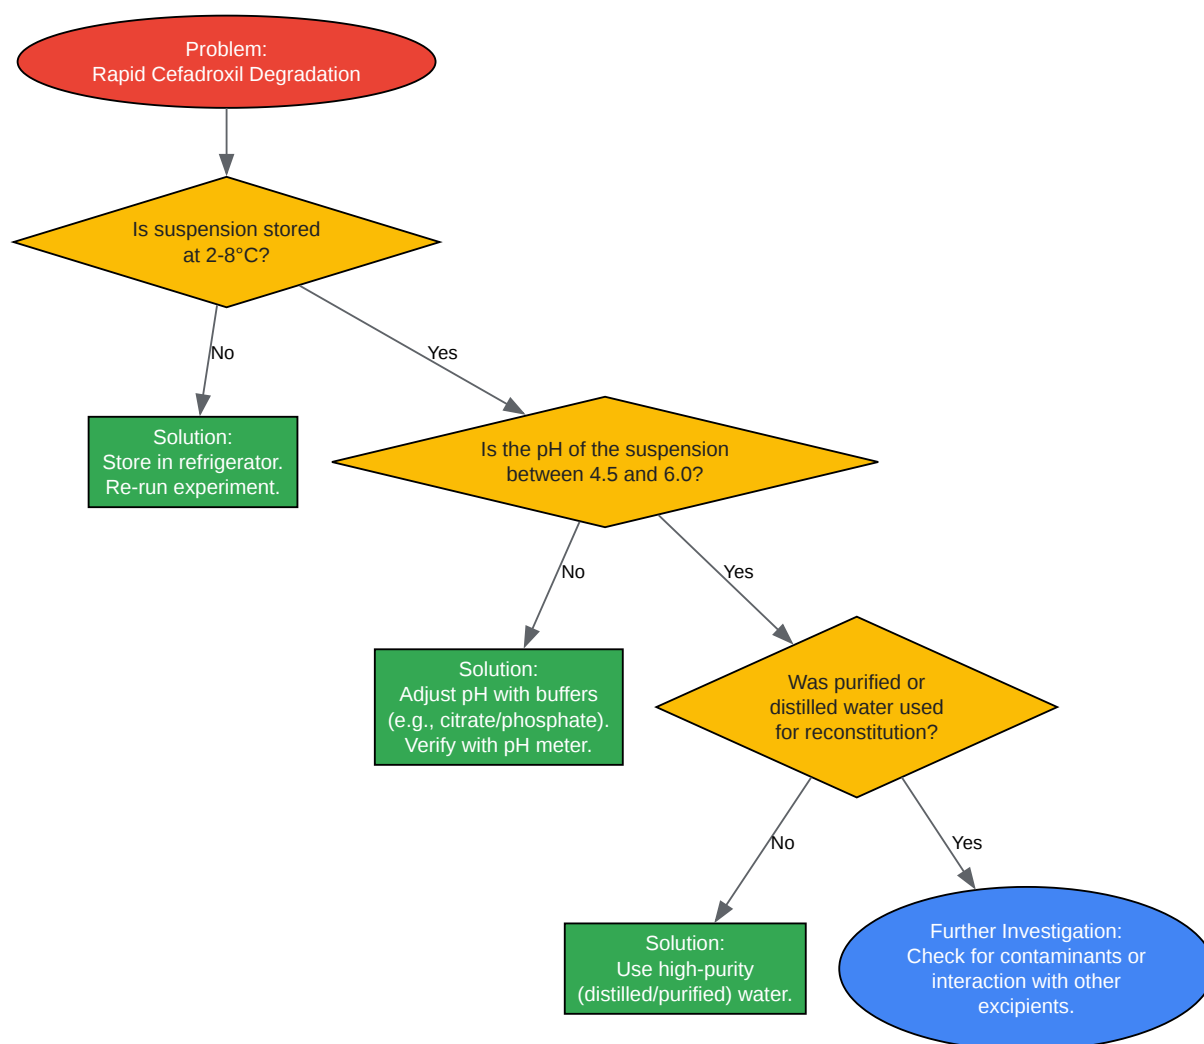 Problem:
Rapid Cefadroxil Degradation
Is suspension stored
at 2-8°C?
No
Yes
Solution:
Store in refrigerator.
Re-run experiment.
Is the pH of the suspension
between 4.5 and 6.0?
No
Yes
Solution:
Adjust pH with buffers
(e.g., citrate/phosphate).
Verify with pH meter.
Was purified or
distilled water used
for reconstitution?
No
Yes
Solution:
Use high-purity
(distilled/purified) water.
Further Investigation:
Check for contaminants or
interaction with other
excipients.